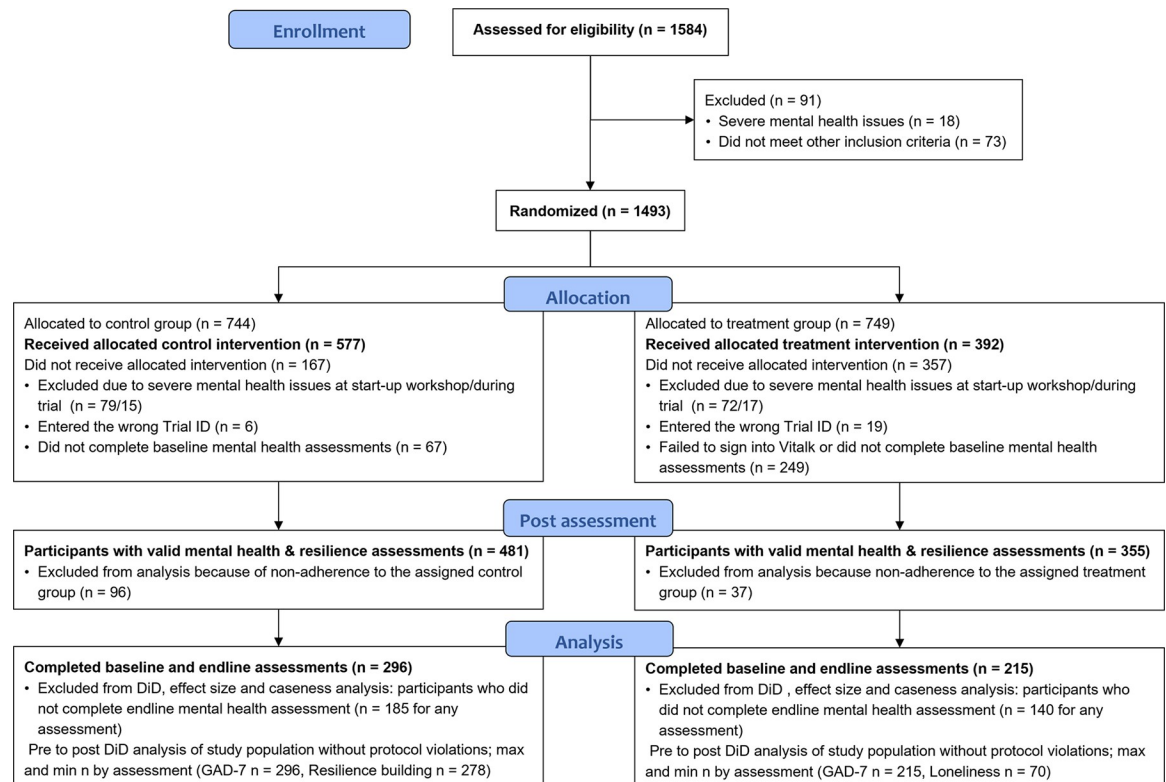 Enrollment
Assessed for eligibility (n = 1584)
Excluded (n = 91)
• Severe mental health issues (n = 18)
• Did not meet other inclusion criteria (n = 73)
Randomized (n = 1493)
Allocation
Allocated to control group (n = 744)
Received allocated control intervention (n = 577)
Did not receive allocated intervention (n = 167)
• Excluded due to severe mental health issues at start-up workshop/during
trial (n = 79/15)
• Entered the wrong Trial ID (n = 6)
• Did not complete baseline mental health assessments (n = 67)
Allocated to treatment group (n = 749)
Received allocated treatment intervention (n = 392)
Did not receive allocated intervention (n = 357)
• Excluded due to severe mental health issues at start-up workshop/during
trial (n = 72/17)
• Entered the wrong Trial ID (n = 19)
• Failed to sign into Vitalk or did not complete baseline mental health
assessments (n = 249)
Post assessment
Participants with valid mental health & resilience assessments (n = 481)
• Excluded from analysis because of non-adherence to the assigned control
group (n = 96)
Participants with valid mental health & resilience assessments (n = 355)
• Excluded from analysis because non-adherence to the assigned treatment
group (n = 37)
Analysis
Completed baseline and endline assessments (n = 296)
• Excluded from DiD, effect size and caseness analysis: participants who did
not complete endline mental health assessment (n = 185 for any
assessment)
Pre to post DiD analysis of study population without protocol violations; max
and min n by assessment (GAD-7 n = 296, Resilience building n = 278)
Completed baseline and endline assessments (n = 215)
• Excluded from DiD , effect size and caseness analysis: participants who
did not complete endline mental health assessment (n = 140 for any
assessment)
Pre to post DiD analysis of study population without protocol violations; max
and min n by assessment (GAD-7 n = 215, Loneliness n = 70)